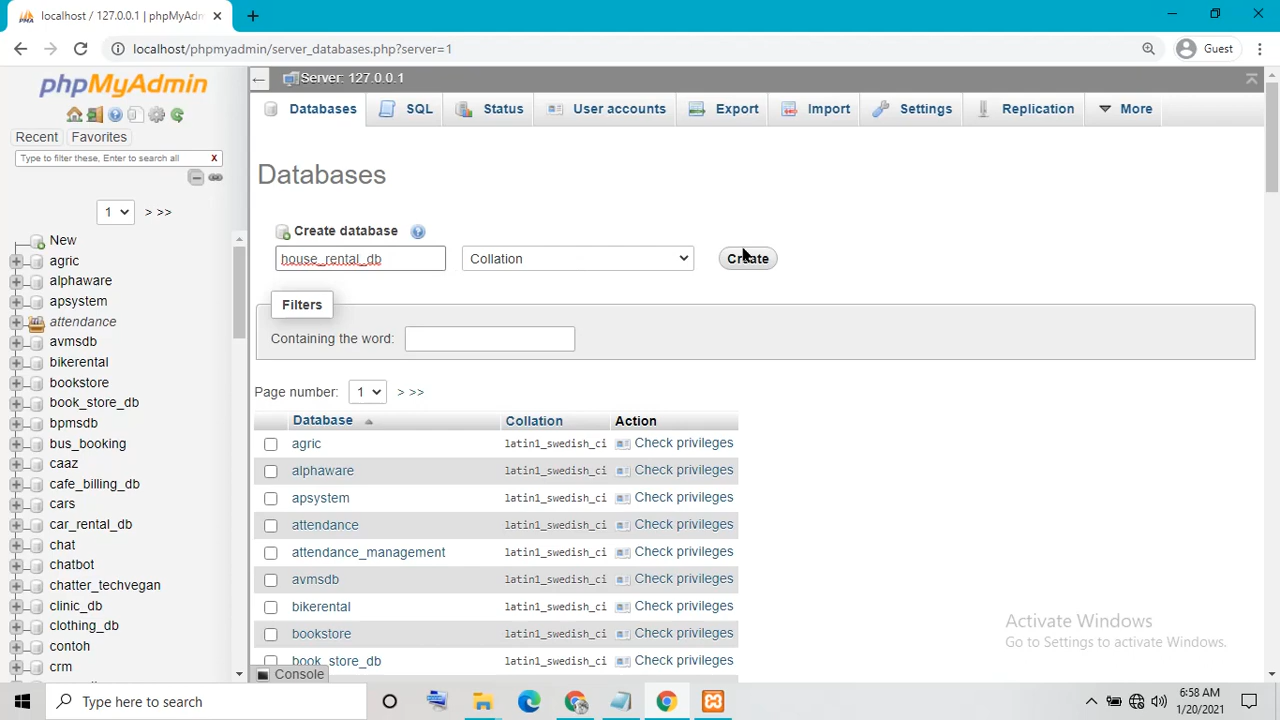 localhost / 127.0.0.1 | phpMyAdm
localhost/phpmyadmin/server_databases.php?server=1
Guest
phpMyAdmin
Recent Favorites
Type to filter these, Enter to search all X
1 > >>
New
agric
alphaware
apsystem
attendance
avmsdb
bikerental
bookstore
book_store_db
bpmsdb
bus_booking
caaz
cafe_billing_db
cars
car_rental_db
chat
chatbot
chatter_techvegan
clinic_db
clothing_db
contoh
crm
Server: 127.0.0.1
Databases SQL Status User accounts Export Import Settings Replication More
Databases
Create database
house_rental_db Collation Create
Filters
Containing the word:
Page number: 1 > >>
Database Collation Action
agric latin1_swedish_ci Check privileges
alphaware latin1_swedish_ci Check privileges
apsystem latin1_swedish_ci Check privileges
attendance latin1_swedish_ci Check privileges
attendance_management latin1_swedish_ci Check privileges
avmsdb latin1_swedish_ci Check privileges
bikerental latin1_swedish_ci Check privileges
bookstore latin1_swedish_ci Check privileges
book_store_db latin1_swedish_ci Check privileges
Console
Activate Windows
Go to Settings to activate Windows.
Type here to search
6:58 AM
1/20/2021